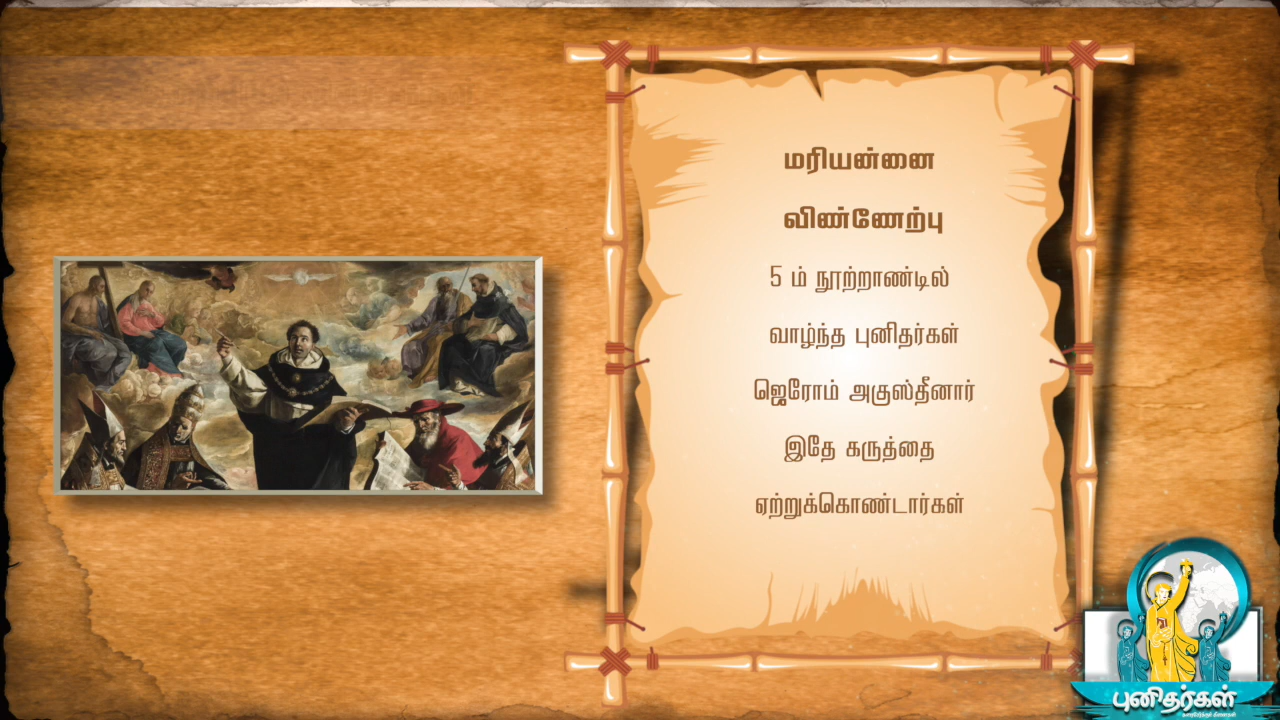 மரியன்னை
விண்ணேற்பு
5 ம் நூற்றாண்டில்
வாழ்ந்த புனிதர்கள்
ஜெரோம் அகுஸ்தீனார்
இதே கருத்தை
ஏற்றுக்கொண்டார்கள்
புனிதர்கள்